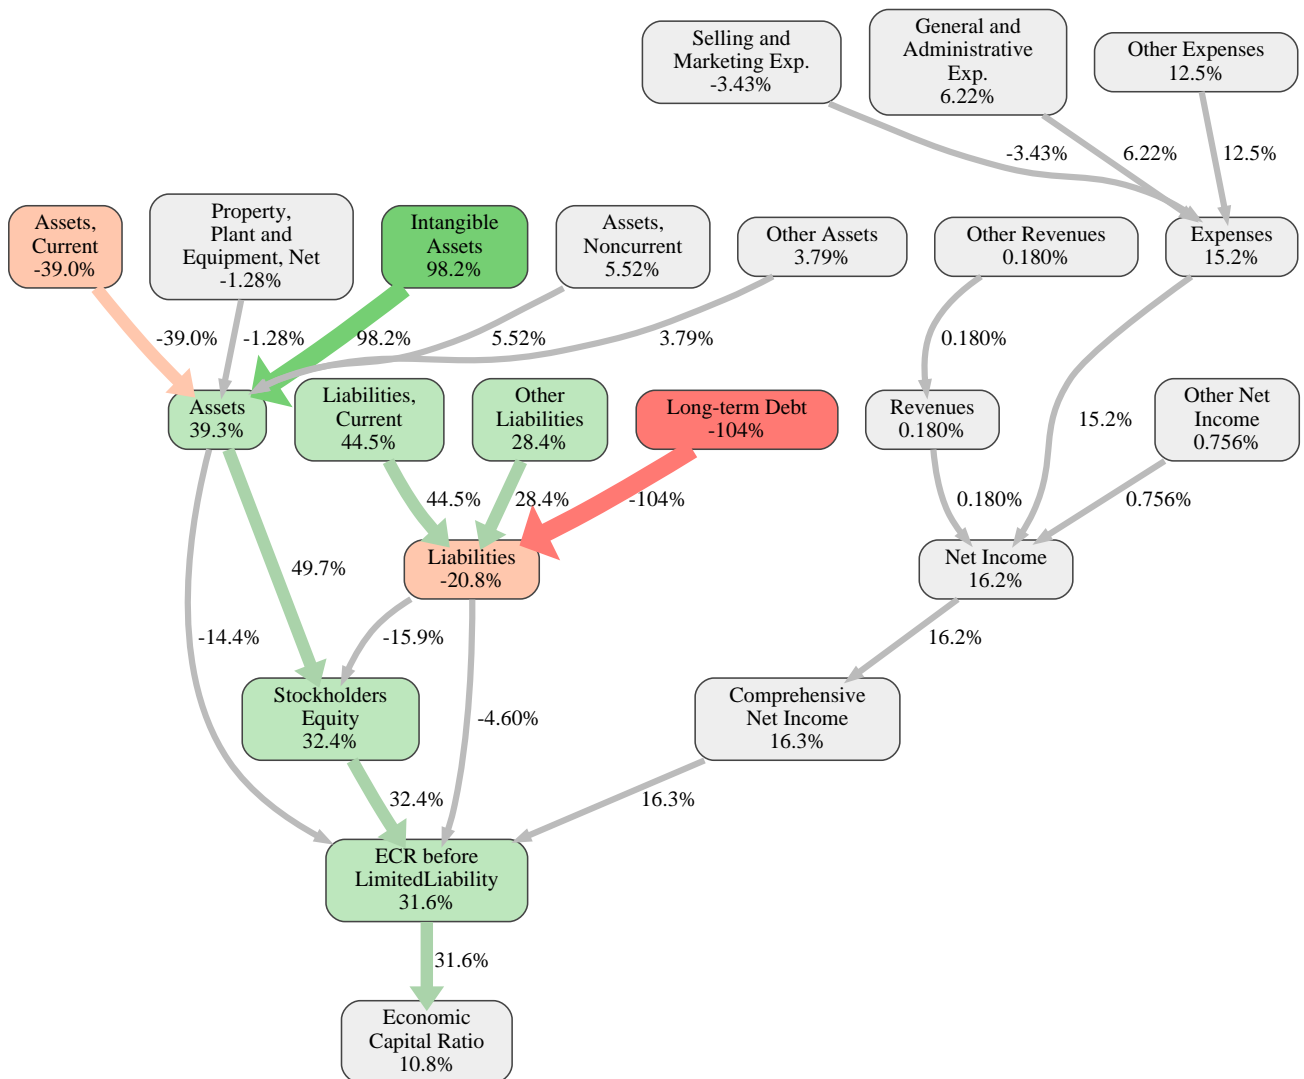 Selling and
Marketing Exp.
-3.43%
General and
Administrative
Exp.
6.22%
Other Expenses
12.5%
-3.43%
6.22%
12.5%
Assets,
Current
-39.0%
Property,
Plant and
Equipment, Net
-1.28%
Intangible
Assets
98.2%
Assets,
Noncurrent
5.52%
Other Assets
3.79%
Other Revenues
0.180%
Expenses
15.2%
-39.0%
-1.28%
98.2%
5.52%
3.79%
0.180%
15.2%
Assets
39.3%
Liabilities,
Current
44.5%
Other
Liabilities
28.4%
Long-term Debt
-104%
Revenues
0.180%
Other Net
Income
0.756%
44.5%
28.4%
-104%
0.180%
0.756%
Liabilities
-20.8%
Net Income
16.2%
49.7%
-14.4%
-15.9%
-4.60%
16.2%
Stockholders
Equity
32.4%
Comprehensive
Net Income
16.3%
32.4%
16.3%
ECR before
LimitedLiability
31.6%
31.6%
Economic
Capital Ratio
10.8%